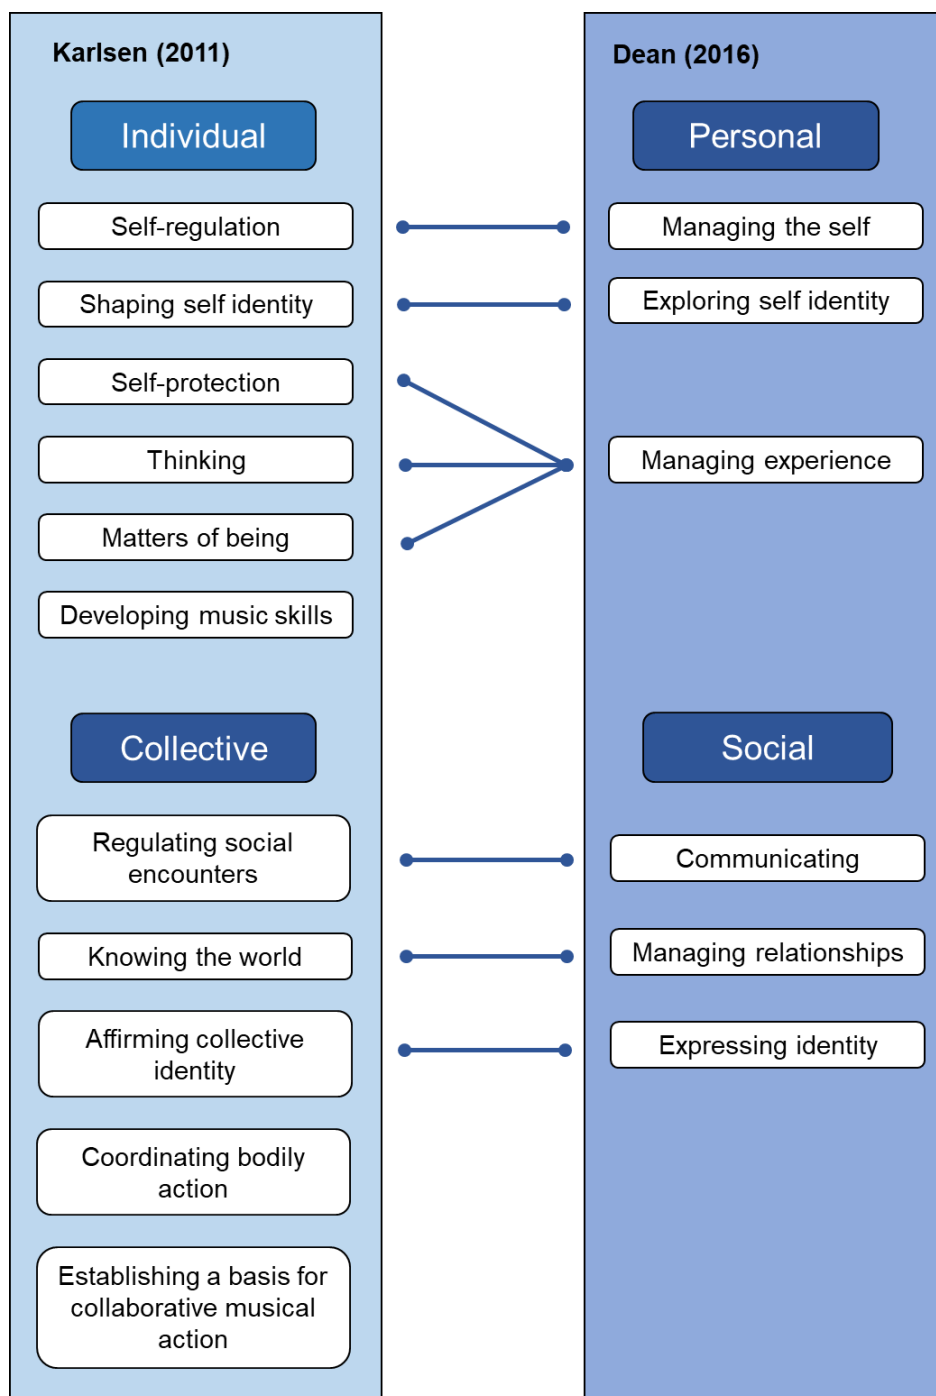 Karlsen (2011)
Individual
Self-regulation
Shaping self identity
Self-protection
Thinking
Matters of being
Developing music skills
Collective
Regulating social
encounters
Knowing the world
Affirming collective
identity
Coordinating bodily
action
Establishing a basis for
collaborative musical
action
Dean (2016)
Personal
Managing the self
Exploring self identity
Managing experience
Social
Communicating
Managing relationships
Expressing identity